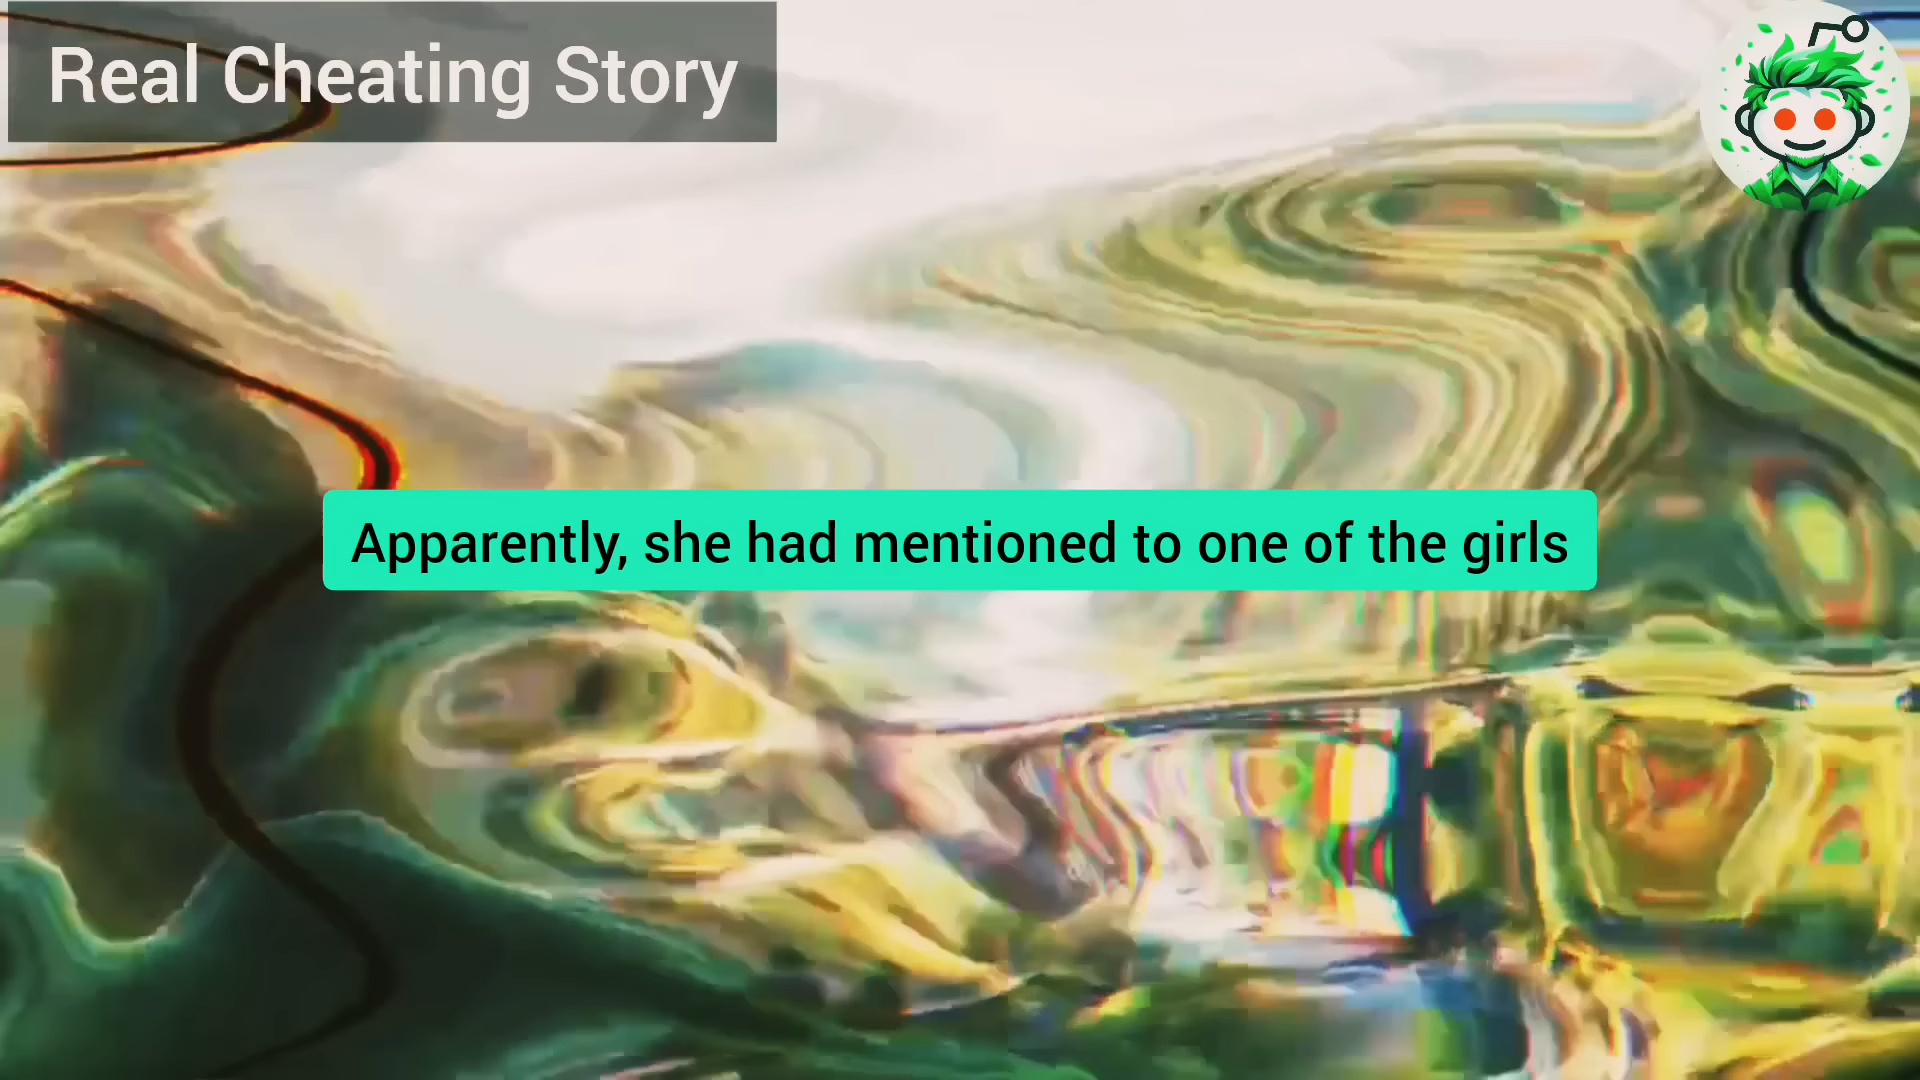 Real Cheating Story
Apparently, she had mentioned to one of the girls